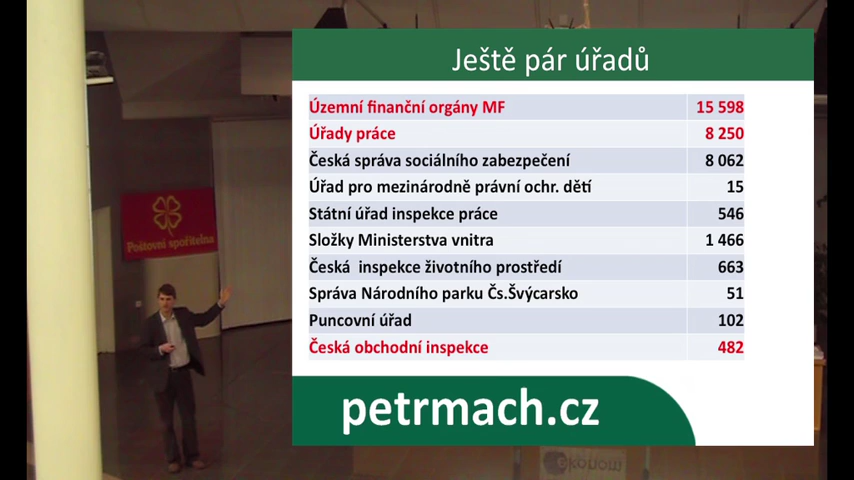 Ještě pár úřadů
Územní finanční orgány MF 15 598
Úřady práce 8 250
Česká správa sociálního zabezpečení 8 062
Úřad pro mezinárodně právní ochr. dětí 15
Státní úřad inspekce práce 546
Složky Ministerstva vnitra 1 466
Česká  inspekce životního prostředí 663
Správa Národního parku Čs.Švýcarsko 51
Puncovní úřad 102
Česká obchodní inspekce 482
petrmach.cz
Poštovní spořitelna